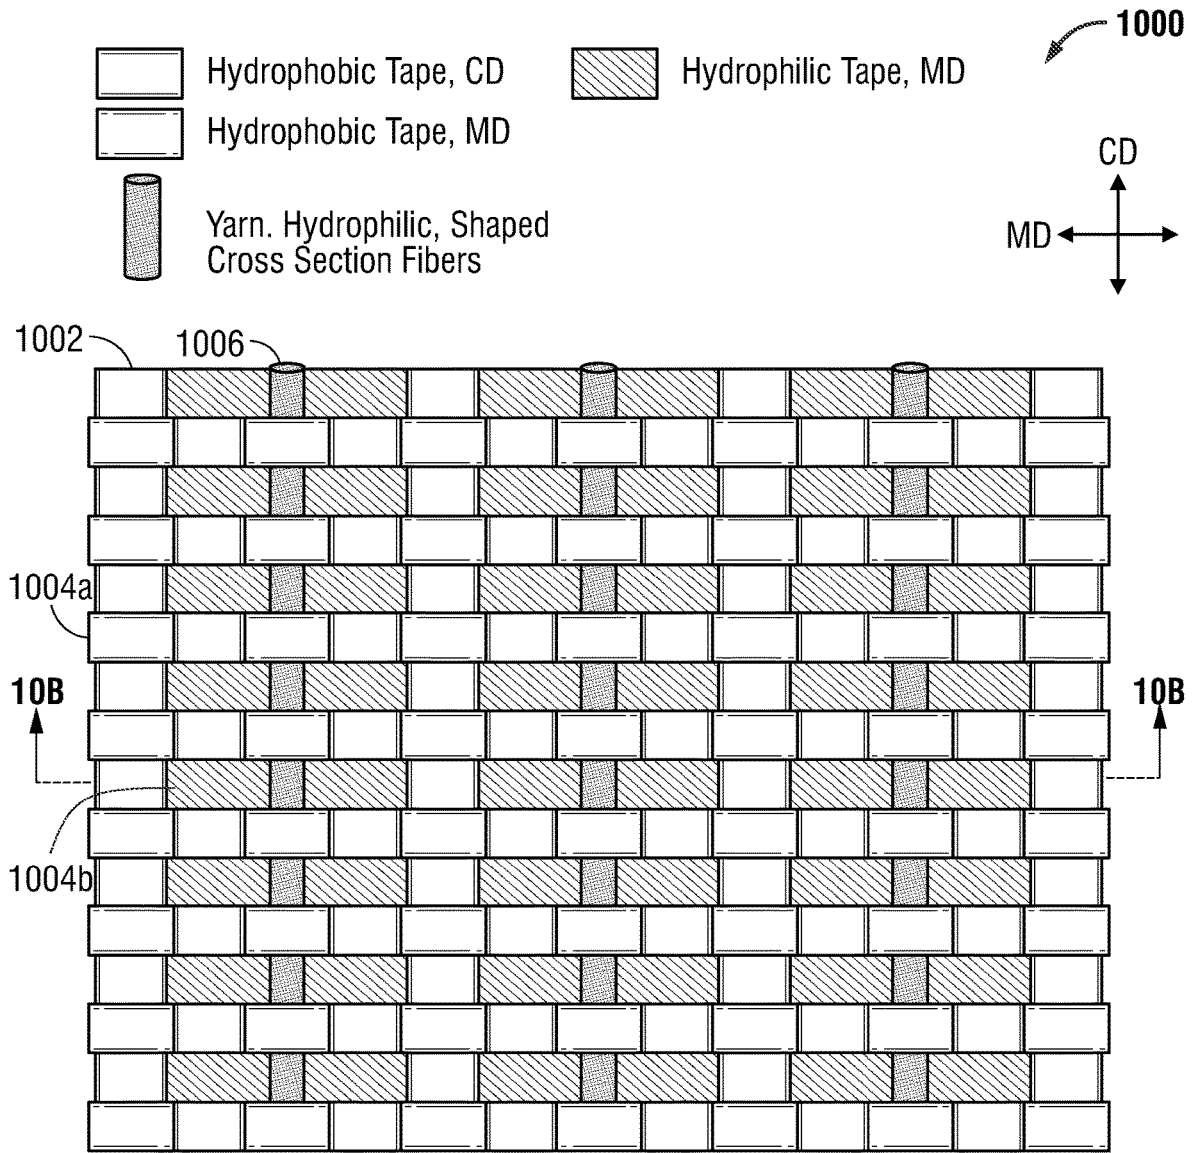 1000
Hydrophobic Tape, CD
Hydrophilic Tape, MD
Hydrophobic Tape, MD
CD
MD
Yarn. Hydrophilic, Shaped
Cross Section Fibers
1002
1006
1004a
10B
10B
1004b